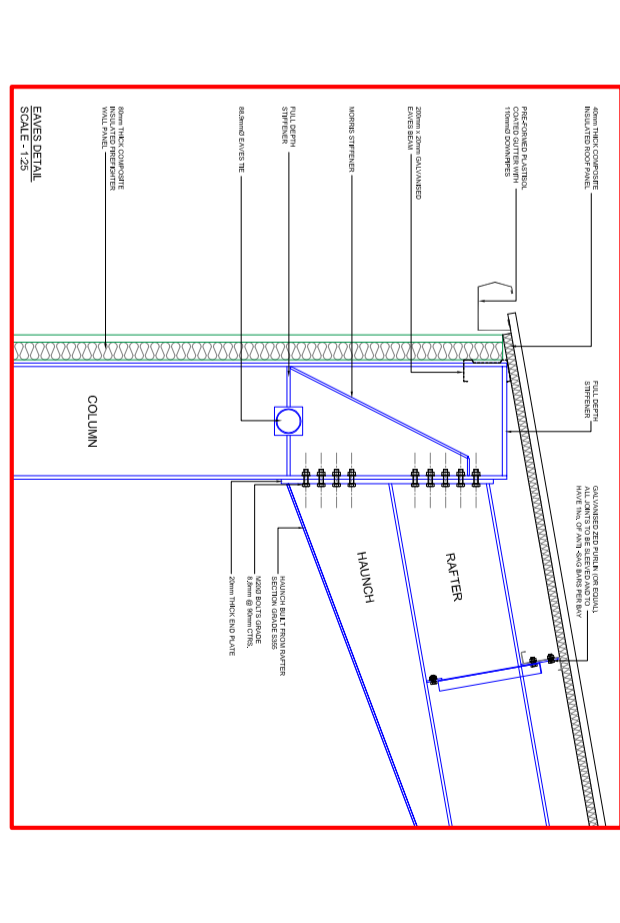 40mm THICK COMPOSITE
INSULATED ROOF PANEL
PRE-FORMED PLASTISOL
COATED GUTTER WITH
110mmØ DOWNPIPES
200mm x 20mm GALVANISED
EAVES BEAM
MORRIS STIFFENER
FULL DEPTH
STIFFENER
88.9mmØ EAVES TIE
80mm THICK COMPOSITE
INSULATED FIREFIGHTER
WALL PANEL
EAVES DETAIL
SCALE - 1:25
FULL DEPTH
STIFFENER
COLUMN
GALVANISED ZED PURLIN (OR EQUAL)
ALL JOINTS TO BE SLEEVED AND TO
HAVE 1No. OF ANTI-SAG BARS PER BAY
RAFTER
HAUNCH
HAUNCH BUILT FROM RAFTER
SECTION GRADE S355
M20Ø BOLTS GRADE
8.8mm @ 90mm CTRS.
20mm THICK END PLATE